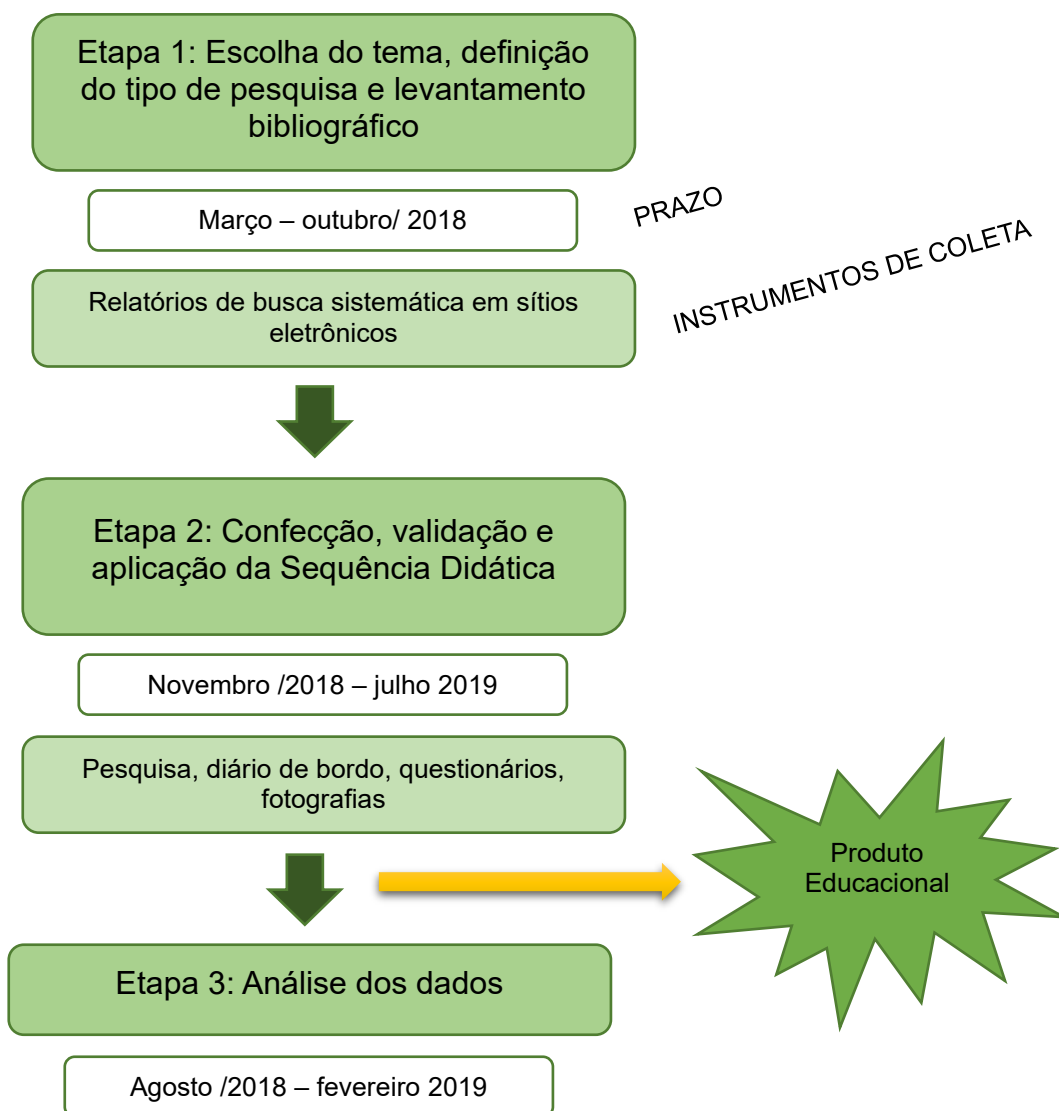 Etapa 1: Escolha do tema, definição
do tipo de pesquisa e levantamento
bibliográfico
Março – outubro/ 2018
PRAZO
Relatórios de busca sistemática em sítios
eletrônicos
INSTRUMENTOS DE COLETA
Etapa 2: Confecção, validação e
aplicação da Sequência Didática
Novembro /2018 – julho 2019
Pesquisa, diário de bordo, questionários,
fotografias
Produto
Educacional
Etapa 3: Análise dos dados
Agosto /2018 – fevereiro 2019